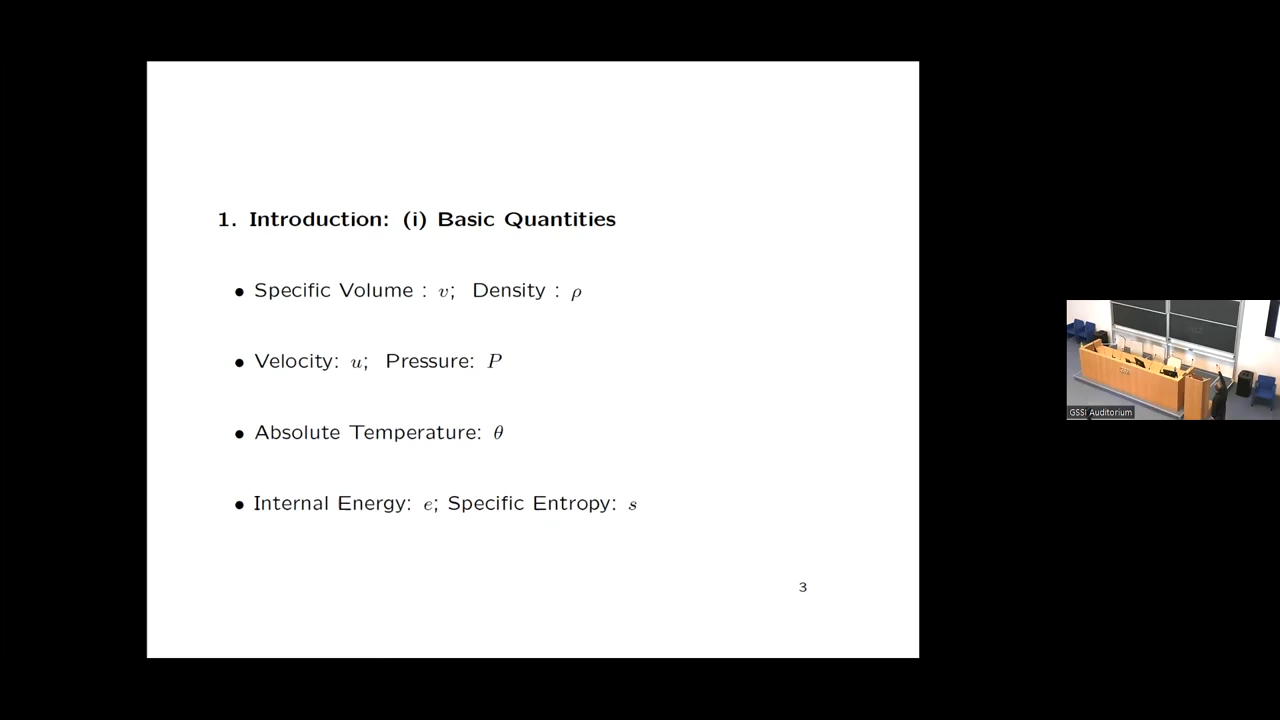 1. Introduction: (i) Basic Quantities
• Specific Volume : v; Density : ρ
• Velocity: u; Pressure: P
• Absolute Temperature: θ
• Internal Energy: e; Specific Entropy: s
3
GSSI Auditorium